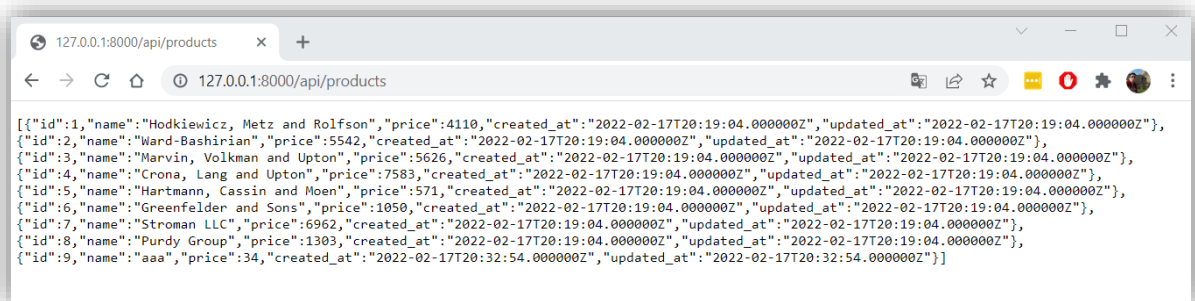 127.0.0.1:8000/api/products
127.0.0.1:8000/api/products
[{"id":1,"name":"Hodkiewicz, Metz and Rolfson","price":4110,"created_at":"2022-02-17T20:19:04.000000Z","updated_at":"2022-02-17T20:19:04.000000Z"},
{"id":2,"name":"Ward-Bashirian","price":5542,"created_at":"2022-02-17T20:19:04.000000Z","updated_at":"2022-02-17T20:19:04.000000Z"},
{"id":3,"name":"Marvin, Volkman and Upton","price":5626,"created_at":"2022-02-17T20:19:04.000000Z","updated_at":"2022-02-17T20:19:04.000000Z"},
{"id":4,"name":"Crona, Lang and Upton","price":7583,"created_at":"2022-02-17T20:19:04.000000Z","updated_at":"2022-02-17T20:19:04.000000Z"},
{"id":5,"name":"Hartmann, Cassin and Moen","price":571,"created_at":"2022-02-17T20:19:04.000000Z","updated_at":"2022-02-17T20:19:04.000000Z"},
{"id":6,"name":"Greenfelder and Sons","price":1050,"created_at":"2022-02-17T20:19:04.000000Z","updated_at":"2022-02-17T20:19:04.000000Z"},
{"id":7,"name":"Stroman LLC","price":6962,"created_at":"2022-02-17T20:19:04.000000Z","updated_at":"2022-02-17T20:19:04.000000Z"},
{"id":8,"name":"Purdy Group","price":1303,"created_at":"2022-02-17T20:19:04.000000Z","updated_at":"2022-02-17T20:19:04.000000Z"},
{"id":9,"name":"aaa","price":34,"created_at":"2022-02-17T20:32:54.000000Z","updated_at":"2022-02-17T20:32:54.000000Z"}]